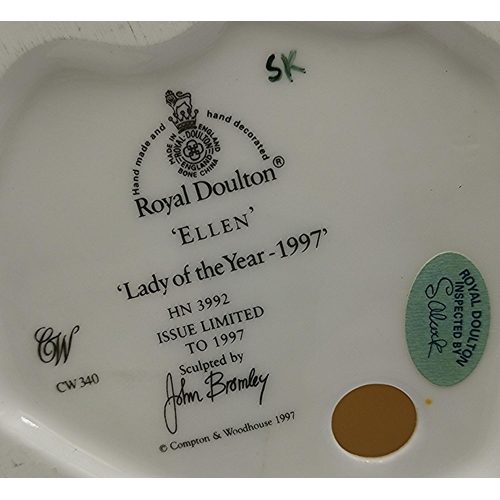 SK
Hand made and hand decorated
MADE IN ENGLAND
ROYAL·DOULTON
ENGLAND
BONE CHINA
Royal Doulton®
'ELLEN'
'Lady of the Year - 1997'
HN 3992
ISSUE LIMITED
TO 1997
Sculpted by
John Bromley
© Compton & Woodhouse 1997
CW
CW 340
ROYAL DOULTON
INSPECTED BY